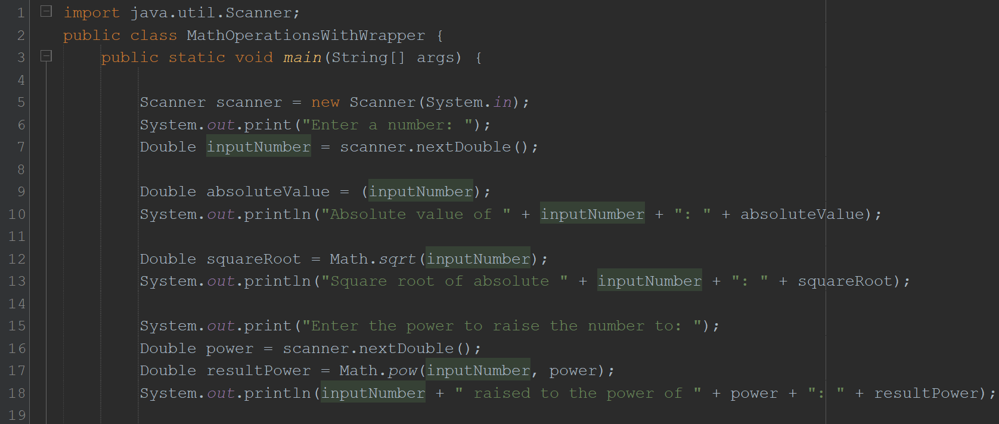 1 import java.util.Scanner;
2 public class MathOperationsWithWrapper {
3 public static void main(String[] args) {
4
5 Scanner scanner = new Scanner(System.in);
6 System.out.print("Enter a number: ");
7 Double inputNumber = scanner.nextDouble();
8
9 Double absoluteValue = (inputNumber);
10 System.out.println("Absolute value of " + inputNumber + ": " + absoluteValue);
11
12 Double squareRoot = Math.sqrt(inputNumber);
13 System.out.println("Square root of absolute " + inputNumber + ": " + squareRoot);
14
15 System.out.print("Enter the power to raise the number to: ");
16 Double power = scanner.nextDouble();
17 Double resultPower = Math.pow(inputNumber, power);
18 System.out.println(inputNumber + " raised to the power of " + power + ": " + resultPower);
19